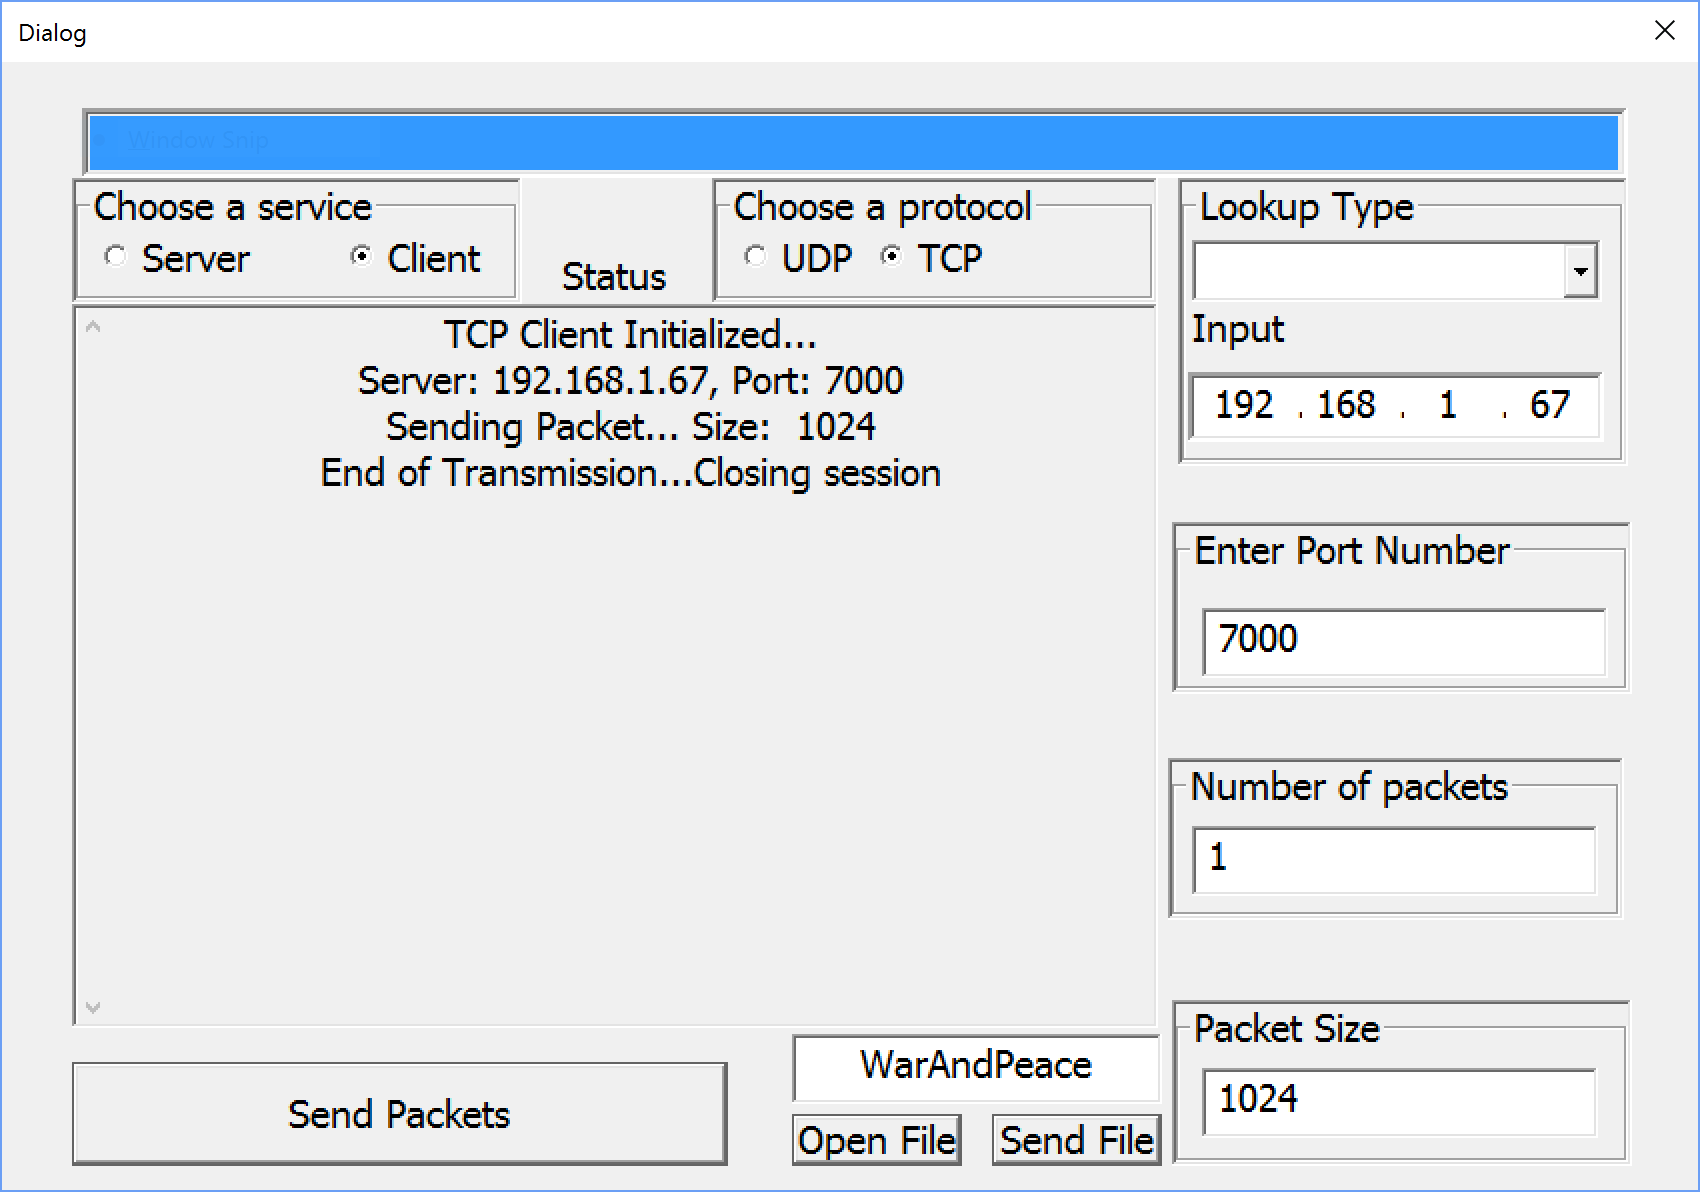 Dialog
Window Snip
Choose a service
Server
Client
Status
Choose a protocol
UDP
TCP
Lookup Type
Input
192 . 168 . 1 . 67
TCP Client Initialized...
Server: 192.168.1.67, Port: 7000
Sending Packet... Size:  1024
End of Transmission...Closing session
Enter Port Number
7000
Number of packets
1
Packet Size
1024
Send Packets
WarAndPeace
Open File
Send File